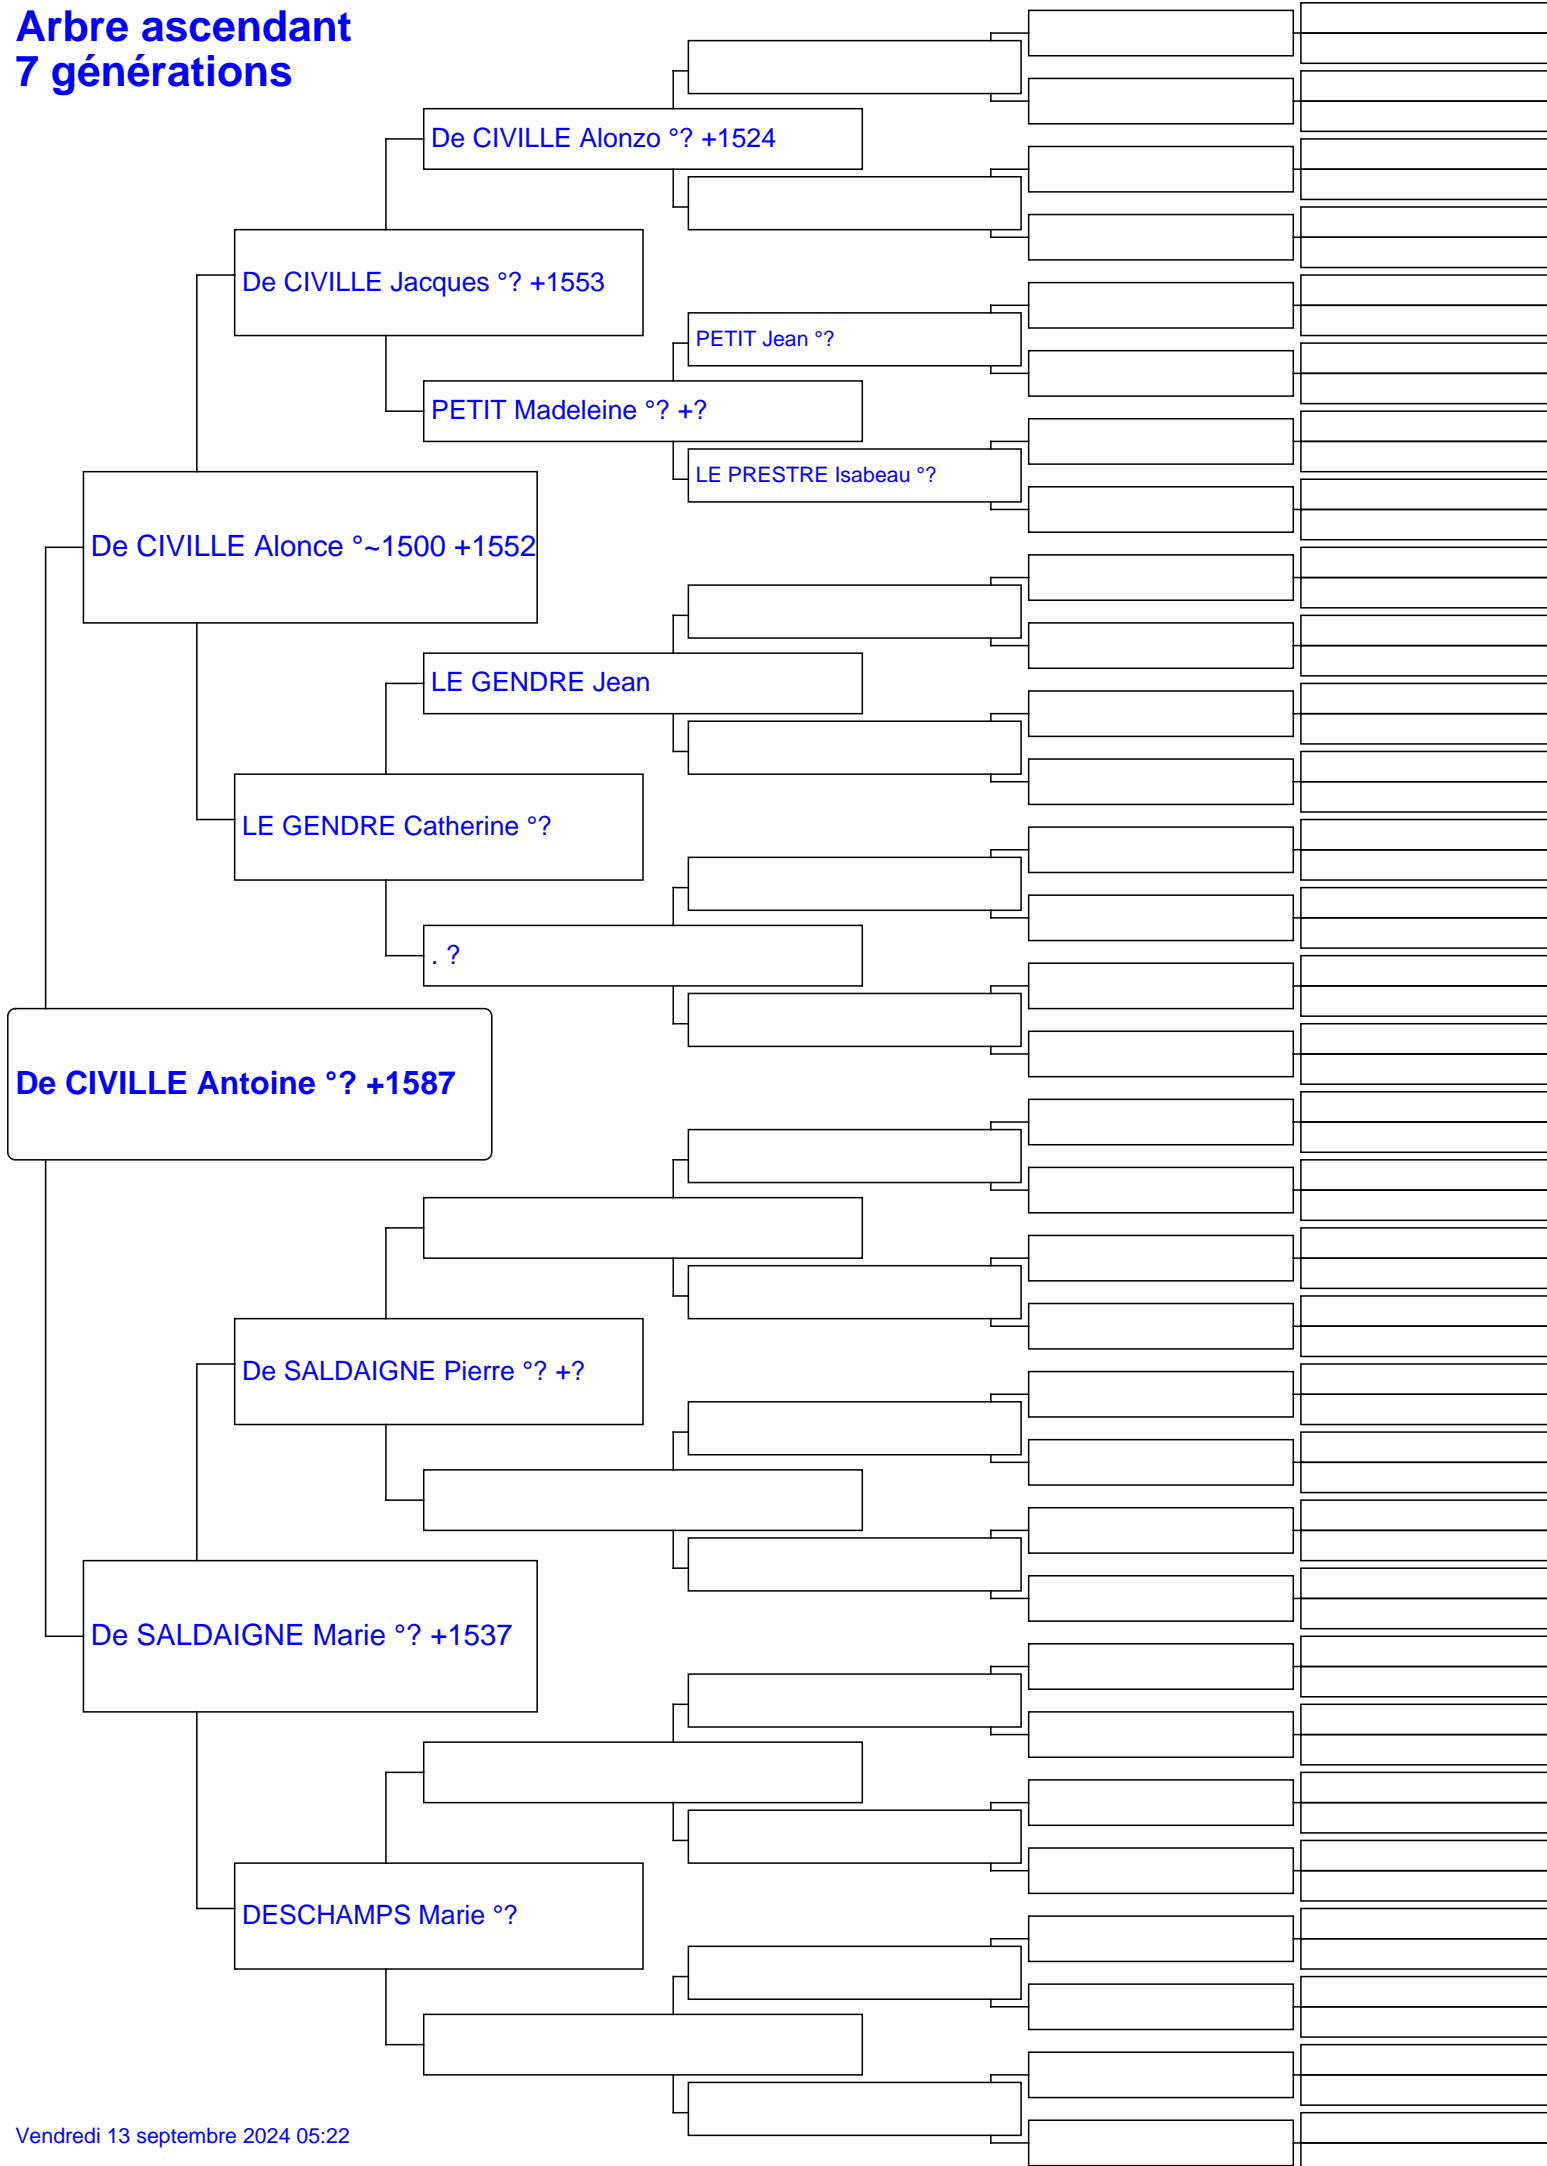 Arbre ascendant
7 générations
De CIVILLE Alonzo °? +1524
De CIVILLE Jacques °? +1553
PETIT Jean °?
PETIT Madeleine °? +?
LE PRESTRE Isabeau °?
De CIVILLE Alonce °~1500 +1552
LE GENDRE Jean
LE GENDRE Catherine °?
. ?
De CIVILLE Antoine °? +1587
De SALDAIGNE Pierre °? +?
De SALDAIGNE Marie °? +1537
DESCHAMPS Marie °?
Vendredi 13 septembre 2024 05:22